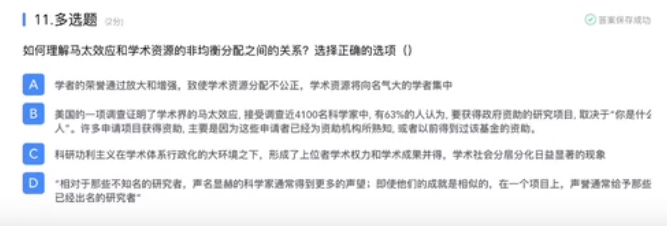 11.多选题 (2分)
答案保存成功
如何理解马太效应和学术资源的非均衡分配之间的关系？选择正确的选项（）
A 学者的荣誉通过放大和增强，致使学术资源分配不公正，学术资源将向名气大的学者集中
B 美国的一项调查证明了学术界的马太效应, 接受调查近4100名科学家中, 有63%的人认为, 要获得政府资助的研究项目, 取决于“你是什么
人”。许多申请项目获得资助, 主要是因为这些申请者已经为资助机构所熟知, 或者以前得到过该基金的资助。
C 科研功利主义在学术体系行政化的大环境之下，形成了上位者学术权力和学术成果并得，学术社会分层分化日益显著的现象
D “相对于那些不知名的研究者，声名显赫的科学家通常得到更多的声望；即使他们的成就是相似的，在一个项目上，声誉通常给予那些
已经出名的研究者”